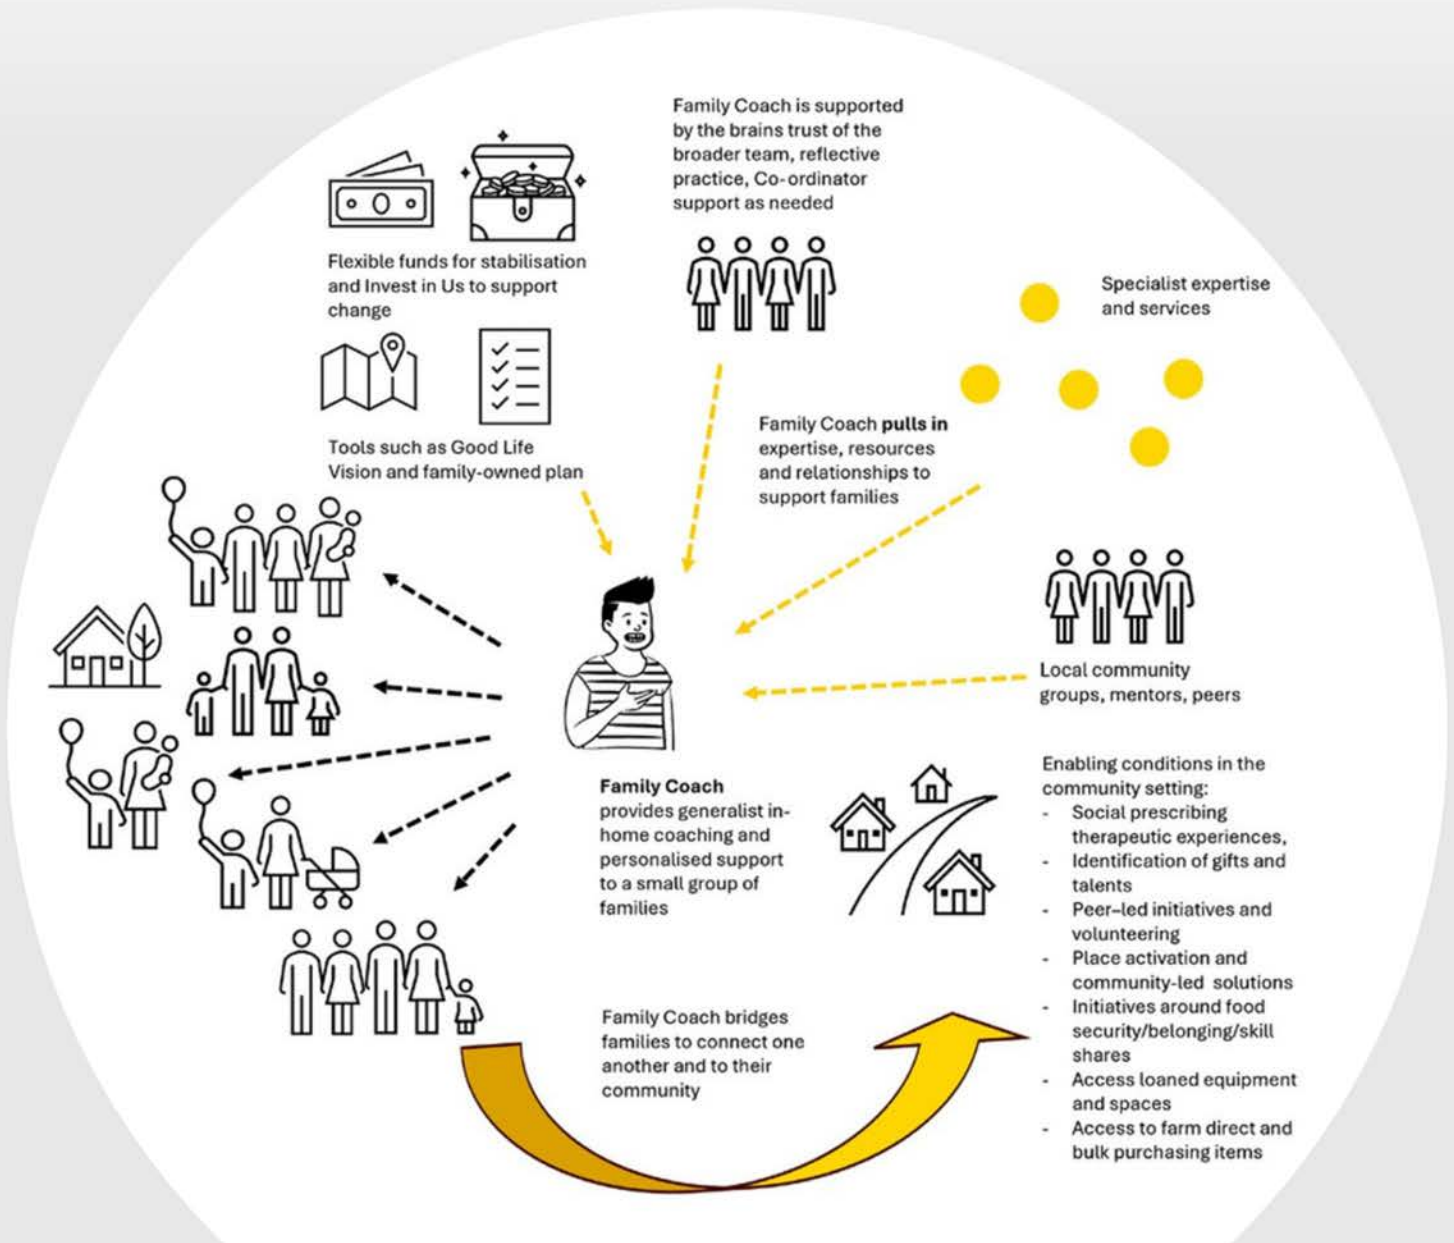 Family Coach is supported
by the brains trust of the
broader team, reflective
practice, Co-ordinator
support as needed
Flexible funds for stabilisation
and Invest in Us to support
change
Specialist expertise
and services
Tools such as Good Life
Vision and family-owned plan
Family Coach pulls in
expertise, resources
and relationships to
support families
Local community
groups, mentors, peers
Family Coach
provides generalist in-
home coaching and
personalised support
to a small group of
families
Enabling conditions in the
community setting:
- Social prescribing
therapeutic experiences,
- Identification of gifts and
talents
- Peer–led initiatives and
volunteering
- Place activation and
community-led solutions
- Initiatives around food
security/belonging/skill
shares
- Access loaned equipment
and spaces
- Access to farm direct and
bulk purchasing items
Family Coach bridges
families to connect one
another and to their
community